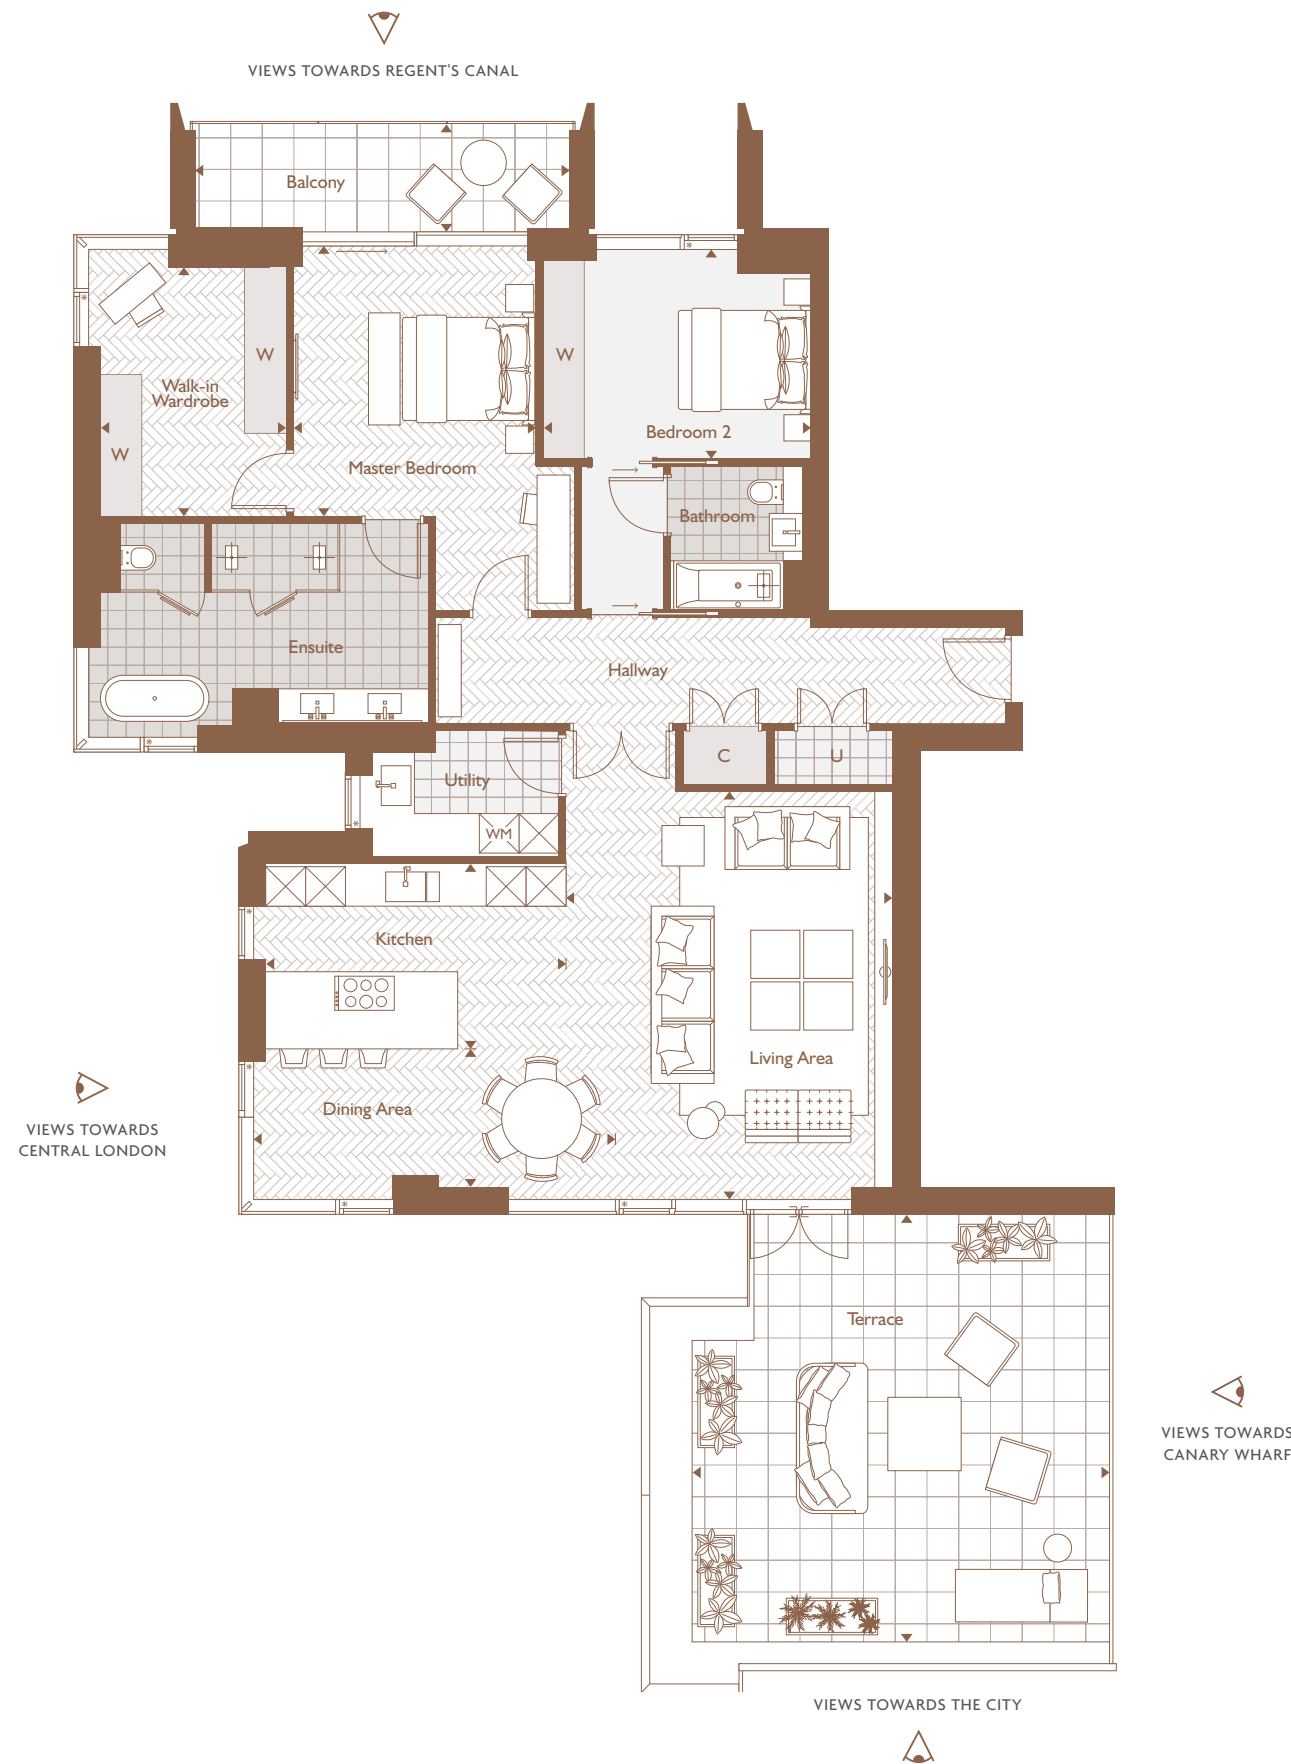 VIEWS TOWARDS REGENT'S CANAL
Balcony
W
Walk-in
Wardrobe
W
Master Bedroom
W
Bedroom 2
Bathroom
Ensuite
Hallway
C
U
Utility
WM
Kitchen
Living Area
Dining Area
VIEWS TOWARDS
CENTRAL LONDON
Terrace
VIEWS TOWARDS
CANARY WHARF
VIEWS TOWARDS THE CITY